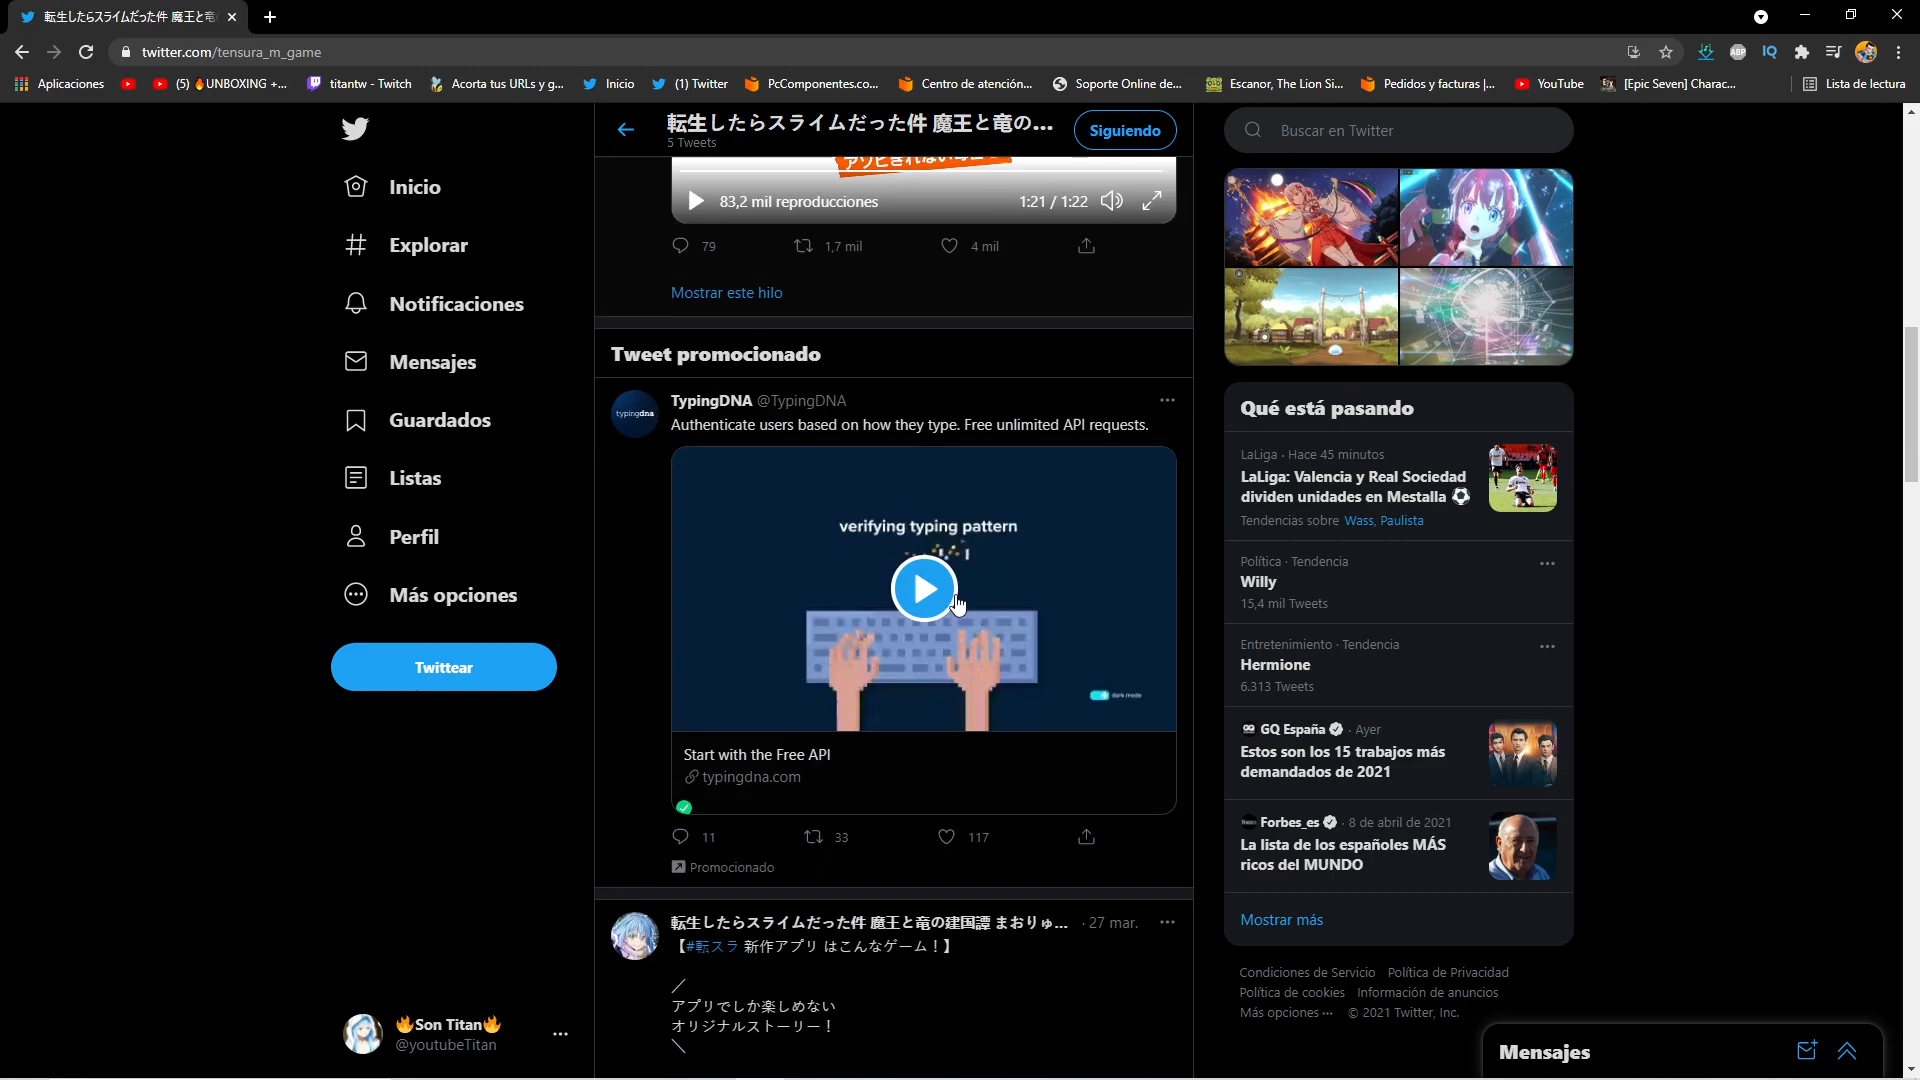 転生したらスライムだった件 魔王と竜
twitter.com/tensura_m_game
Aplicaciones
(5) 🔥UNBOXING +...
titantw - Twitch
Acorta tus URLs y g...
Inicio
(1) Twitter
PcComponentes.co...
Centro de atención...
Soporte Online de...
Escanor, The Lion Si...
Pedidos y facturas |...
YouTube
[Epic Seven] Charac...
Lista de lectura
Inicio
Explorar
Notificaciones
Mensajes
Guardados
Listas
Perfil
Más opciones
Twittear
🔥Son Titan🔥
@youtubeTitan
転生したらスライムだった件 魔王と竜の...
5 Tweets
Siguiendo
83,2 mil reproducciones
1:21 / 1:22
79
1,7 mil
4 mil
Mostrar este hilo
Tweet promocionado
typingdna
TypingDNA @TypingDNA
Authenticate users based on how they type. Free unlimited API requests.
verifying typing pattern
dark mode
Start with the Free API
typingdna.com
11
33
117
Promocionado
転生したらスライムだった件 魔王と竜の建国譚 まおりゅ... · 27 mar.
【#転スラ 新作アプリ はこんなゲーム！】
／
アプリでしか楽しめない
オリジナルストーリー！
＼
Buscar en Twitter
Qué está pasando
LaLiga · Hace 45 minutos
LaLiga: Valencia y Real Sociedad
dividen unidades en Mestalla ⚽
Tendencias sobre Wass, Paulista
Política · Tendencia
Willy
15,4 mil Tweets
Entretenimiento · Tendencia
Hermione
6.313 Tweets
GQ España · Ayer
Estos son los 15 trabajos más
demandados de 2021
Forbes_es · 8 de abril de 2021
La lista de los españoles MÁS
ricos del MUNDO
Mostrar más
Condiciones de Servicio Política de Privacidad
Política de cookies Información de anuncios
Más opciones ··· © 2021 Twitter, Inc.
Mensajes